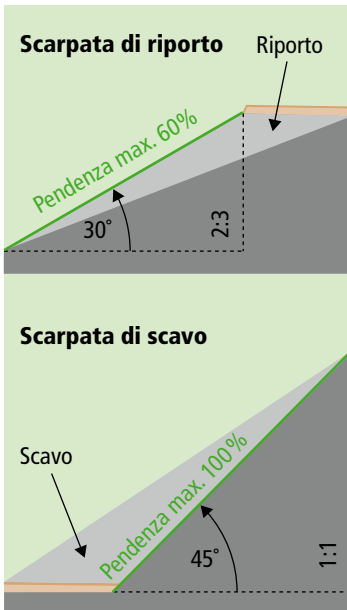 Scarpata di riporto
Riporto
Pendenza max. 60%
30°
2:3
Scarpata di scavo
Scavo
Pendenza max. 100%
45°
1:1